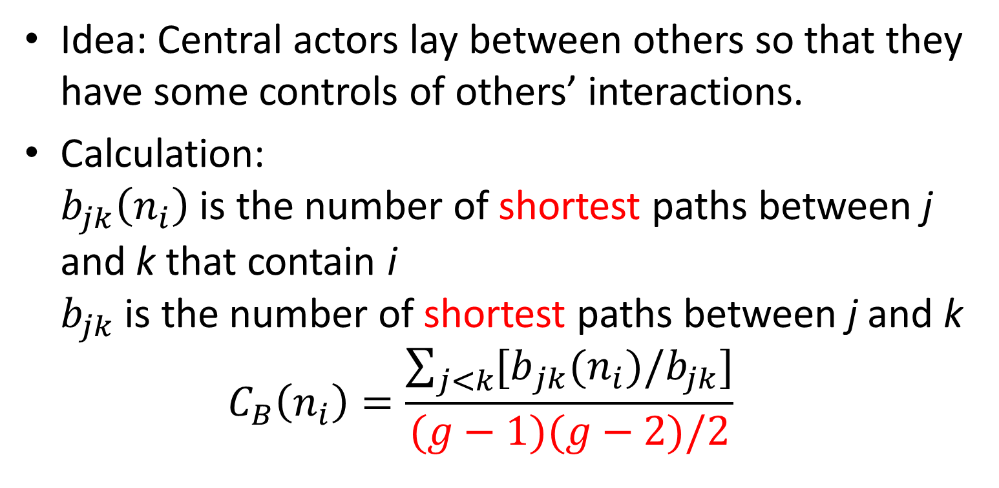 • Idea: Central actors lay between others so that they
have some controls of others’ interactions.
• Calculation:
$b_{jk}(n_i)$ is the number of shortest paths between j
and k that contain i
$b_{jk}$ is the number of shortest paths between j and k
$C_B(n_i) = \frac{\sum_{j<k}[b_{jk}(n_i)/b_{jk}]}{(g-1)(g-2)/2}$